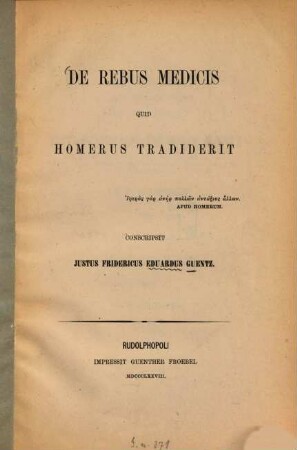 DE REBUS MEDICIS
QUID
HOMERUS TRADIDERIT
Ἰητρὸς γὰρ ἀνὴρ πολλῶν ἀντάξιος ἄλλων.
APUD HOMERUM.
CONSCRIPSIT
JUSTUS FRIDERICUS EDUARDUS GUENTZ.
RUDOLPHOPOLI
IMPRESSIT GUENTHER FROEBEL.